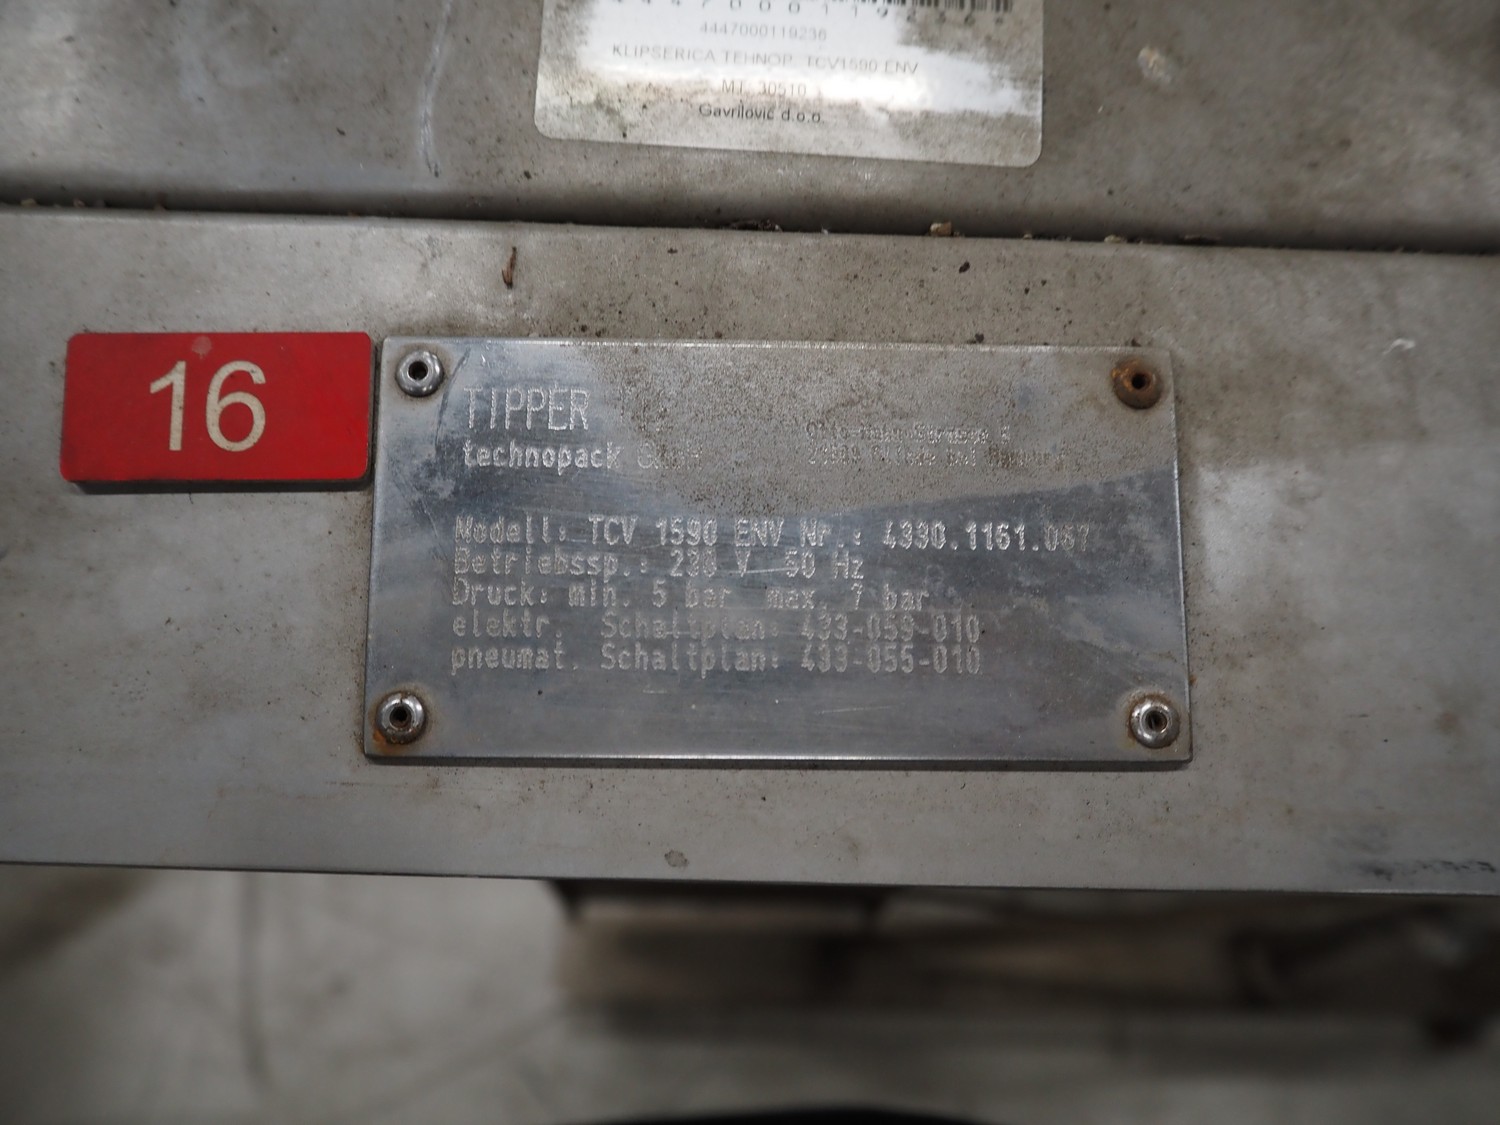 4447000119236
KLIPSERICA TEHNOP. TCV1590 ENV
M.T. 30510
Gavrilović d.o.o.
16
TIPPER
technopack GmbH
Modell: TCV 1590 ENV Nr.: 4330.1161.067
Betriebssp.: 230 V 50 Hz
Druck: min. 5 bar max. 7 bar
elektr. Schaltplan: 433-059-010
pneumat. Schaltplan: 433-055-010